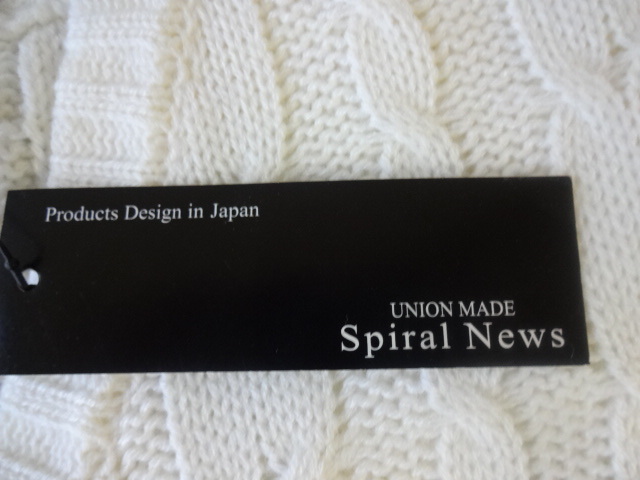 Products Design in Japan
UNION MADE
Spiral News